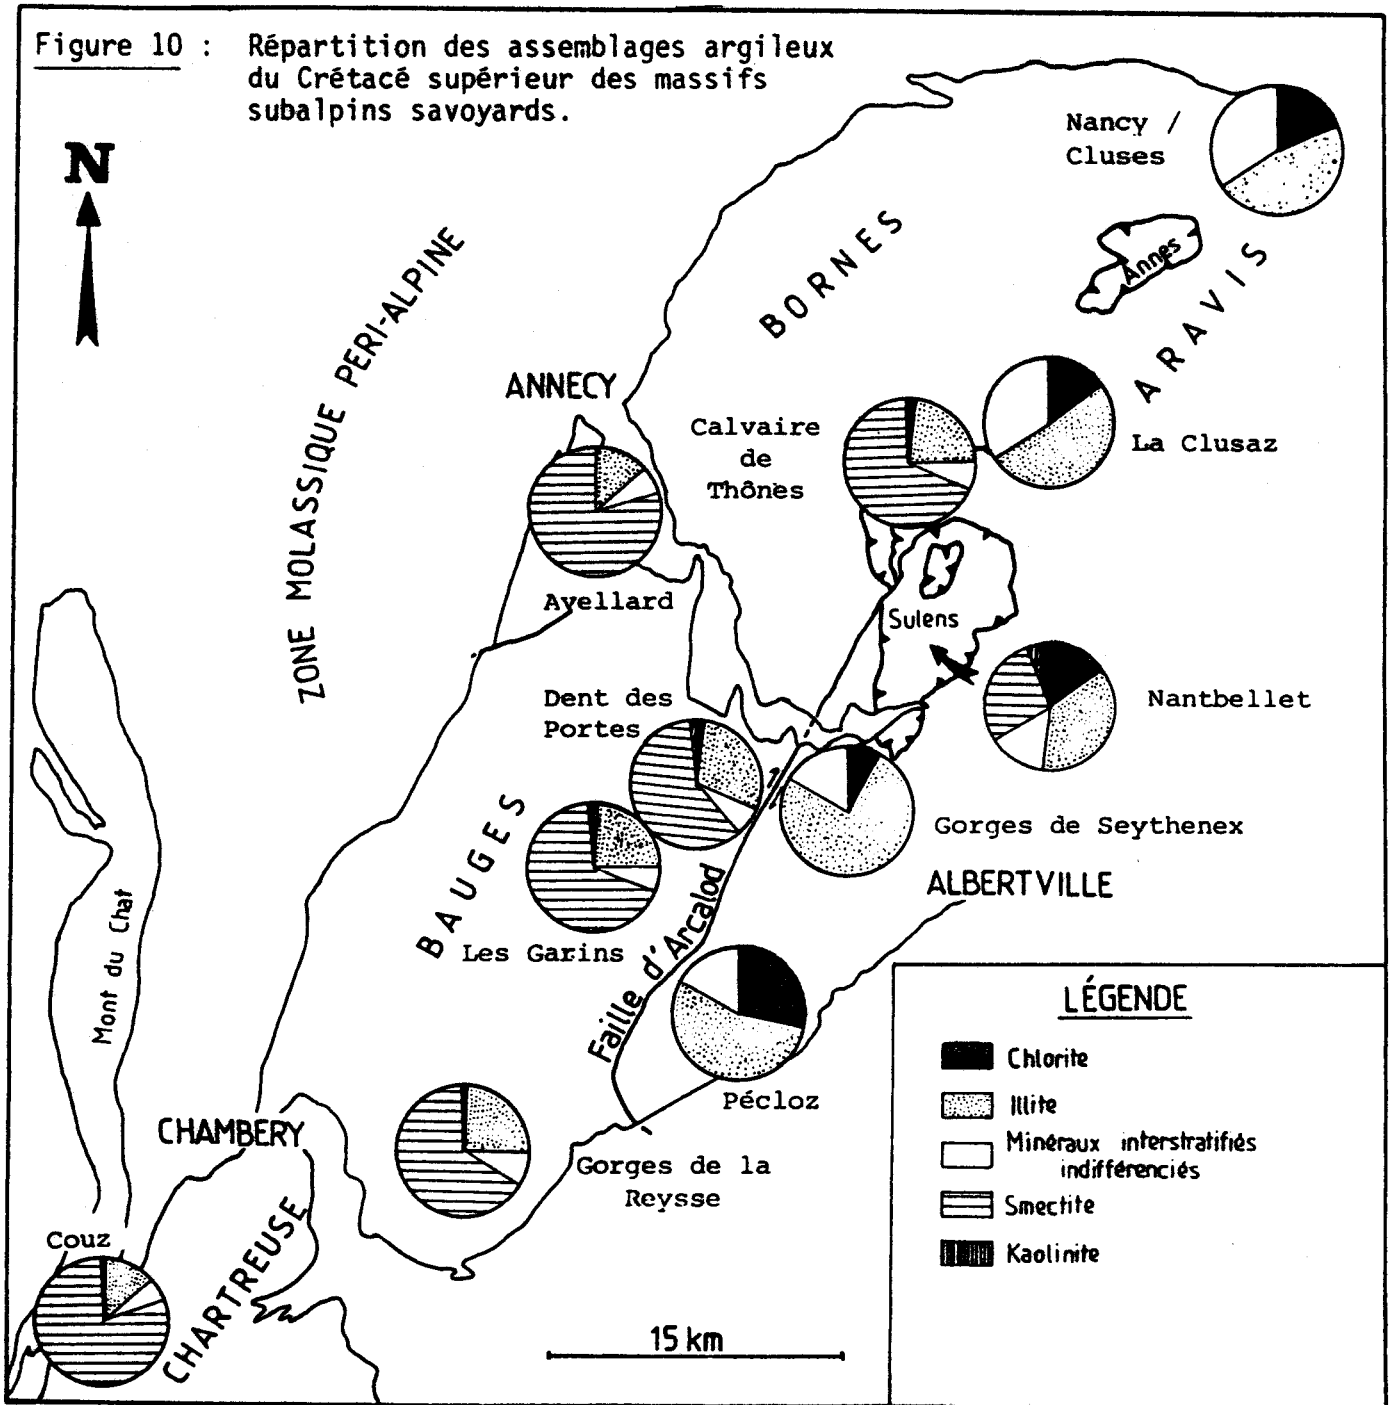 Figure 10 : Répartition des assemblages argileux
du Crétacé supérieur des massifs
subalpins savoyards.
N
Nancy /
Cluses
BORNES
Annes
ARAVIS
ZONE MOLASSIQUE PERI-ALPINE
ANNECY
Calvaire
de
Thônes
La Clusaz
Avellard
Sulens
Dent des
Portes
Nantbellet
Gorges de Seythenex
BAUGES
Les Garins
Faille d'Arcalod
ALBERTVILLE
Mont du Chat
Pécloz
CHAMBERY
Gorges de la
Reysse
Couz
CHARTREUSE
15 km
LÉGENDE
Chlorite
Illite
Minéraux interstratifiés
indifférenciés
Smectite
Kaolinite